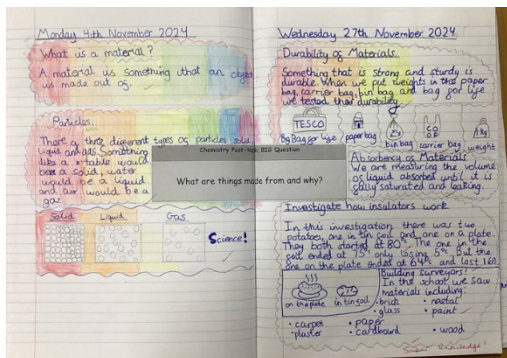 Monday 4th November 2024
What is a material?
A material is something that an object
is made out of.
Particles.
There a three different types of particles solid
liquid and gas. Something
like a x-table would
be a solid, water
would be a liquid
and air would be a
gas.
Solid
Liquid.
Gas
Science!
Chemistry Post-task BIG Question
What are things made from and why?
Wednesday 27th November 2024
Durability of Materials
Something that is strong and sturdy is
durable. When we put weights in the paper
bag, carrier bag, bin bag and bag for life
we tested their durability.
TESCO
Bag for life
paper bag
bin bag
CO
OP
carrier bag
1kg
weight
Absorbency of Materials
We are measuring the volume
of liquid absorbed until it is
fully saturated and leaking.
Investigate how insulators work
In this investigation there was two
potatoes, one in tin foil and one on a plate.
They both started at 80°. The one in the
foil ended at 75° only losing 5°. But the
one on the plate ended at 64°c and lost 16°.
on the plate
in tin foil
Building surveyors!
In the school we saw
materials including:
• brick
• metal
• glass
• paint
• carpet
• paper
• plaster
• cardboard
• wood
Super knowledge!